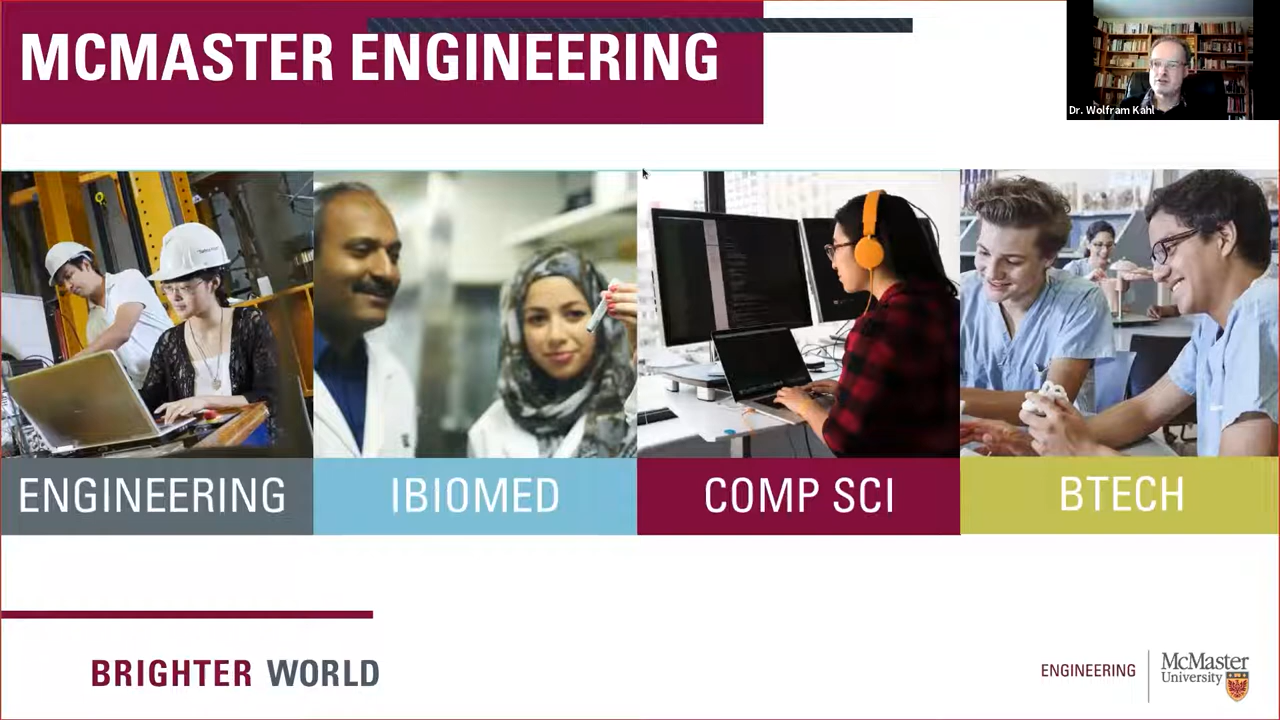 MCMASTER ENGINEERING
Dr. Wolfram Kahl
ENGINEERING
IBIOMED
COMP SCI
BTECH
BRIGHTER WORLD
ENGINEERING
McMaster
University